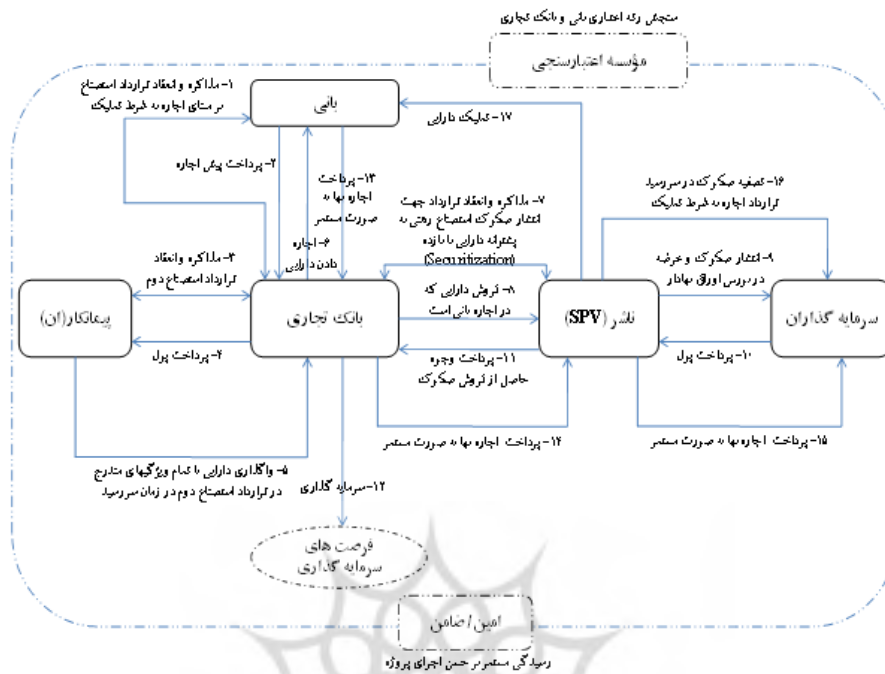 سنجش رتبه اعتباری بانی و بانک تجاری
مؤسسه اعتبارسنجی
۱- مذاکره و انعقاد قرارداد استصناع
بر مبنای اجاره به شرط تملیک
بانی
۱۷- تملیک دارایی
۲- پرداخت پیش اجاره
۱۳- پرداخت
اجاره بها به
صورت مستمر
۶- اجاره
دادن دارایی
۷- مذاکره و انعقاد قرارداد جهت
انتشار صکوک استصناع رهنی به
پشتوانه دارایی با بازده
(Securitization)
۱۶- تصفیه صکوک در سررسید
قرارداد اجاره به شرط تملیک
۳- مذاکره و انعقاد
قرارداد استصناع دوم
۸- فروش دارایی که
در اجاره بانی است
۹- انتشار صکوک و عرضه
در بورس اوراق بهادار
پیمانکار(ان)
بانک تجاری
ناشر (SPV)
سرمایه گذاران
۴- پرداخت پول
۱۱- پرداخت وجوه
حاصل از فروش صکوک
۱۰- پرداخت پول
۱۴- پرداخت اجاره بها به صورت مستمر
۱۵- پرداخت اجاره بها به صورت مستمر
۵- واگذاری دارایی با تمام ویژگیهای مندرج
در قرارداد استصناع دوم در زمان سررسید
۱۲- سرمایه گذاری
فرصت های
سرمایه گذاری
امین / ضامن
رسیدگی مستمر بر حسن اجرای پروژه